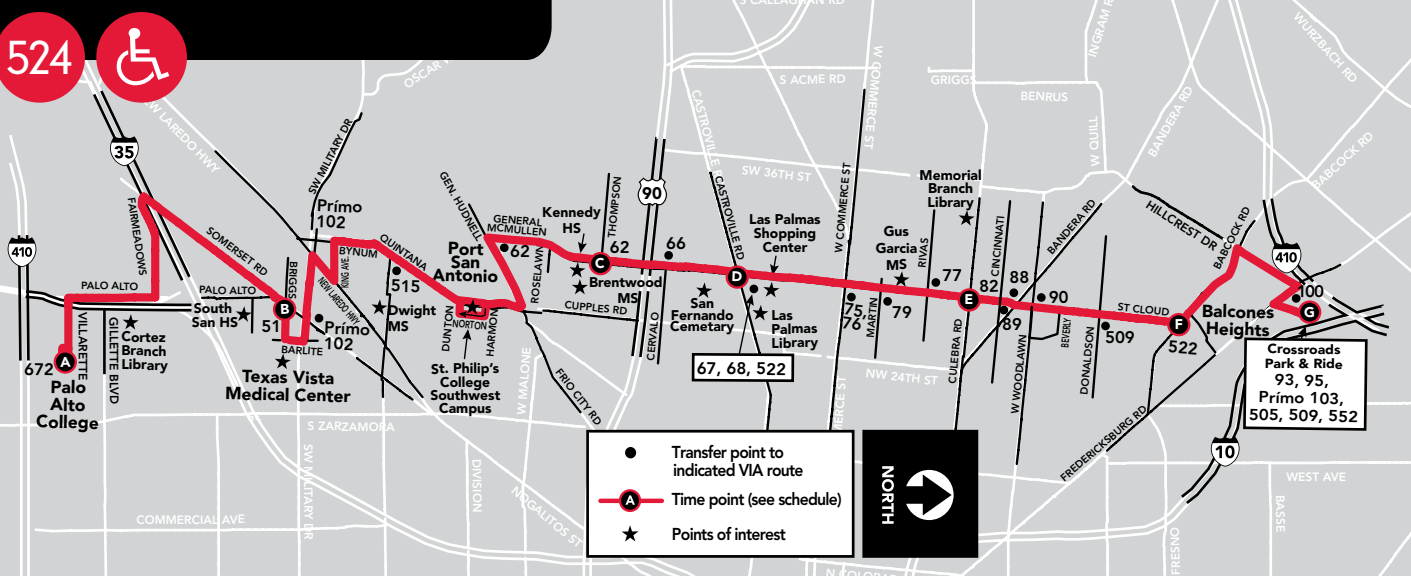 524
S CALLAGHAN RD
INGRAM R
WURZBACH RD
OSCAR
SW LAREDO HWY
S ACME RD
W COMMERCE ST
GRIGGS
BENRUS
CASTROVILLE R
W QUILL
BANDERA RD
BABCOCK RD
35
SW MILITARY DR
SW 36TH ST
90
410
FAIRMEADOWS
SOMERSET RD
PALO ALTO
PALO ALTO
VILLARETTE
GILLETTE BLVD
672
A
Palo
Alto
College
Cortez
Branch
Library
South
San HS
BRIGGS
B
51
BARLITE
Texas Vista
Medical Center
Prímo
102
Prímo
102
BYNUM
KING AVE.
NEW LAREDO HWY
QUINTANA
515
Dwight
MS
GEN. HUDNELL
GENERAL
MCMULLEN
62
Port
San
Antonio
DUNTON
NORTON
HARMON
St. Philip's
College
Southwest
Campus
ROSELAWN
CUPPLES RD
FRIO CITY RD
W MALONE
Kennedy
HS
THOMPSON
62
C
Brentwood
MS
CERVALO
66
CASTROVILLE RD
D
San
Fernando
Cemetary
Las Palmas
Shopping
Center
Las
Palmas
Library
67, 68, 522
W COMMERCE ST
MERCE ST
75,
76
MARTIN
79
Gus
Garcia
MS
RIVAS
77
Memorial
Branch
Library
E
82
CULEBRA RD
CINCINNATI
88
89
W WOODLAWN
90
BEVERLY
BANDERA RD
DONALDSON
509
ST CLOUD
F
522
HILLCREST DR
BABCOCK RD
410
Balcones
Heights
100
G
Crossroads
Park & Ride
93, 95,
Prímo 103,
505, 509, 552
FREDERICKSBURG RD
NW 24TH ST
10
WEST AVE
BASSE
FRESNO
S ZARZAMORA
SW MILITARY DR
COMMERCIAL AVE
DIVISION
NOGALITOS ST
N COLORADO
Transfer point to
indicated VIA route
A
Time point (see schedule)
Points of interest
NORTH